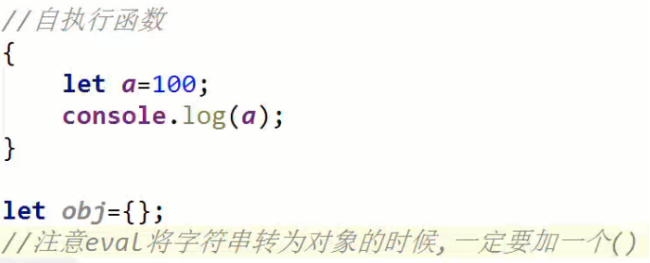 //自执行函数
{
    let a=100;
    console.log(a);
}
let obj={};
//注意eval将字符串转为对象的时候,一定要加一个()